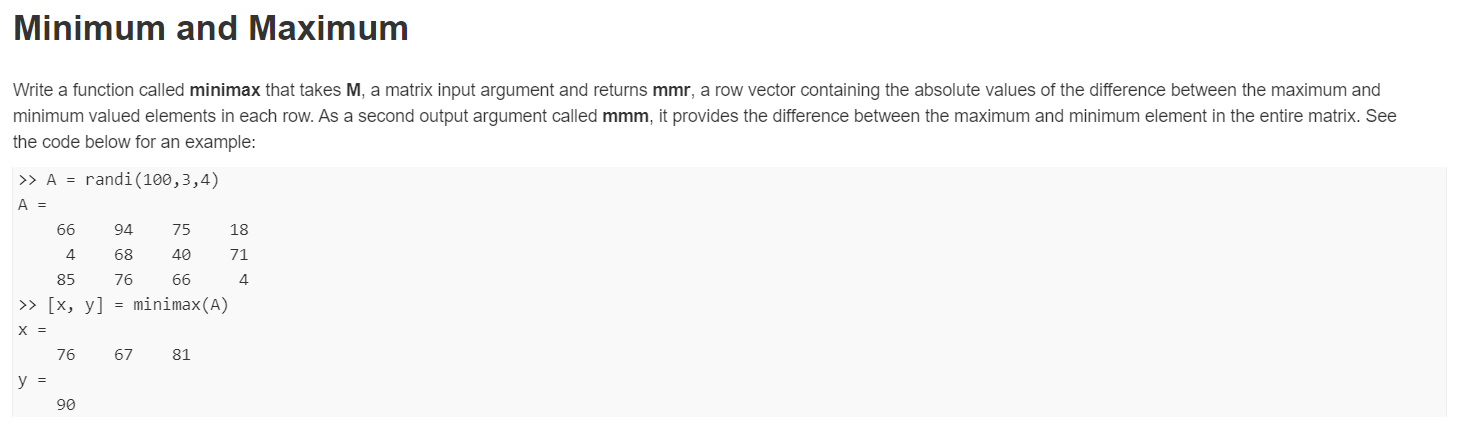 Minimum and Maximum
Write a function called minimax that takes M, a matrix input argument and returns mmr, a row vector containing the absolute values of the difference between the maximum and
minimum valued elements in each row. As a second output argument called mmm, it provides the difference between the maximum and minimum element in the entire matrix. See
the code below for an example:
>> A = randi(100,3,4)
A =
66 94 75 18
4 68 40 71
85 76 66 4
>> [x, y] = minimax(A)
x =
76 67 81
y =
90